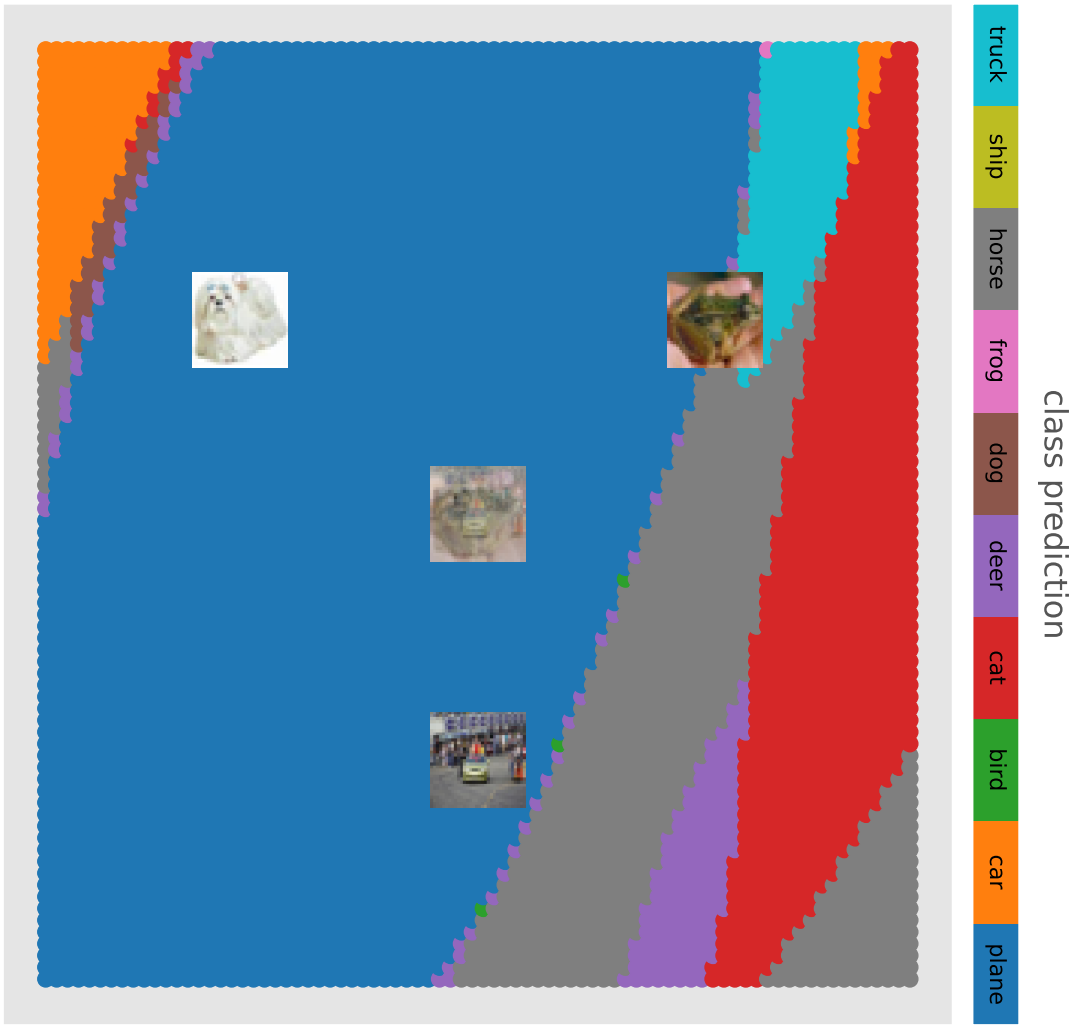 truck
ship
horse
frog
dog
deer
cat
bird
car
plane
class prediction